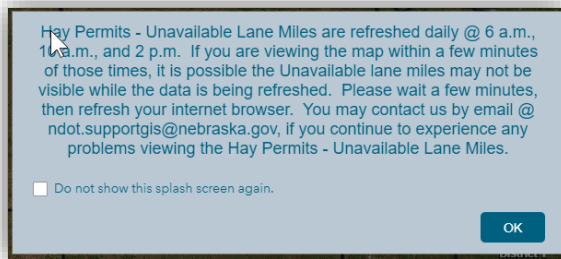 Hay Permits - Unavailable Lane Miles are refreshed daily @ 6 a.m.,
10 a.m., and 2 p.m.  If you are viewing the map within a few minutes
of those times, it is possible the Unavailable lane miles may not be
visible while the data is being refreshed.  Please wait a few minutes,
then refresh your internet browser.  You may contact us by email @
ndot.supportgis@nebraska.gov, if you continue to experience any
problems viewing the Hay Permits - Unavailable Lane Miles.
Do not show this splash screen again.
OK
District 1